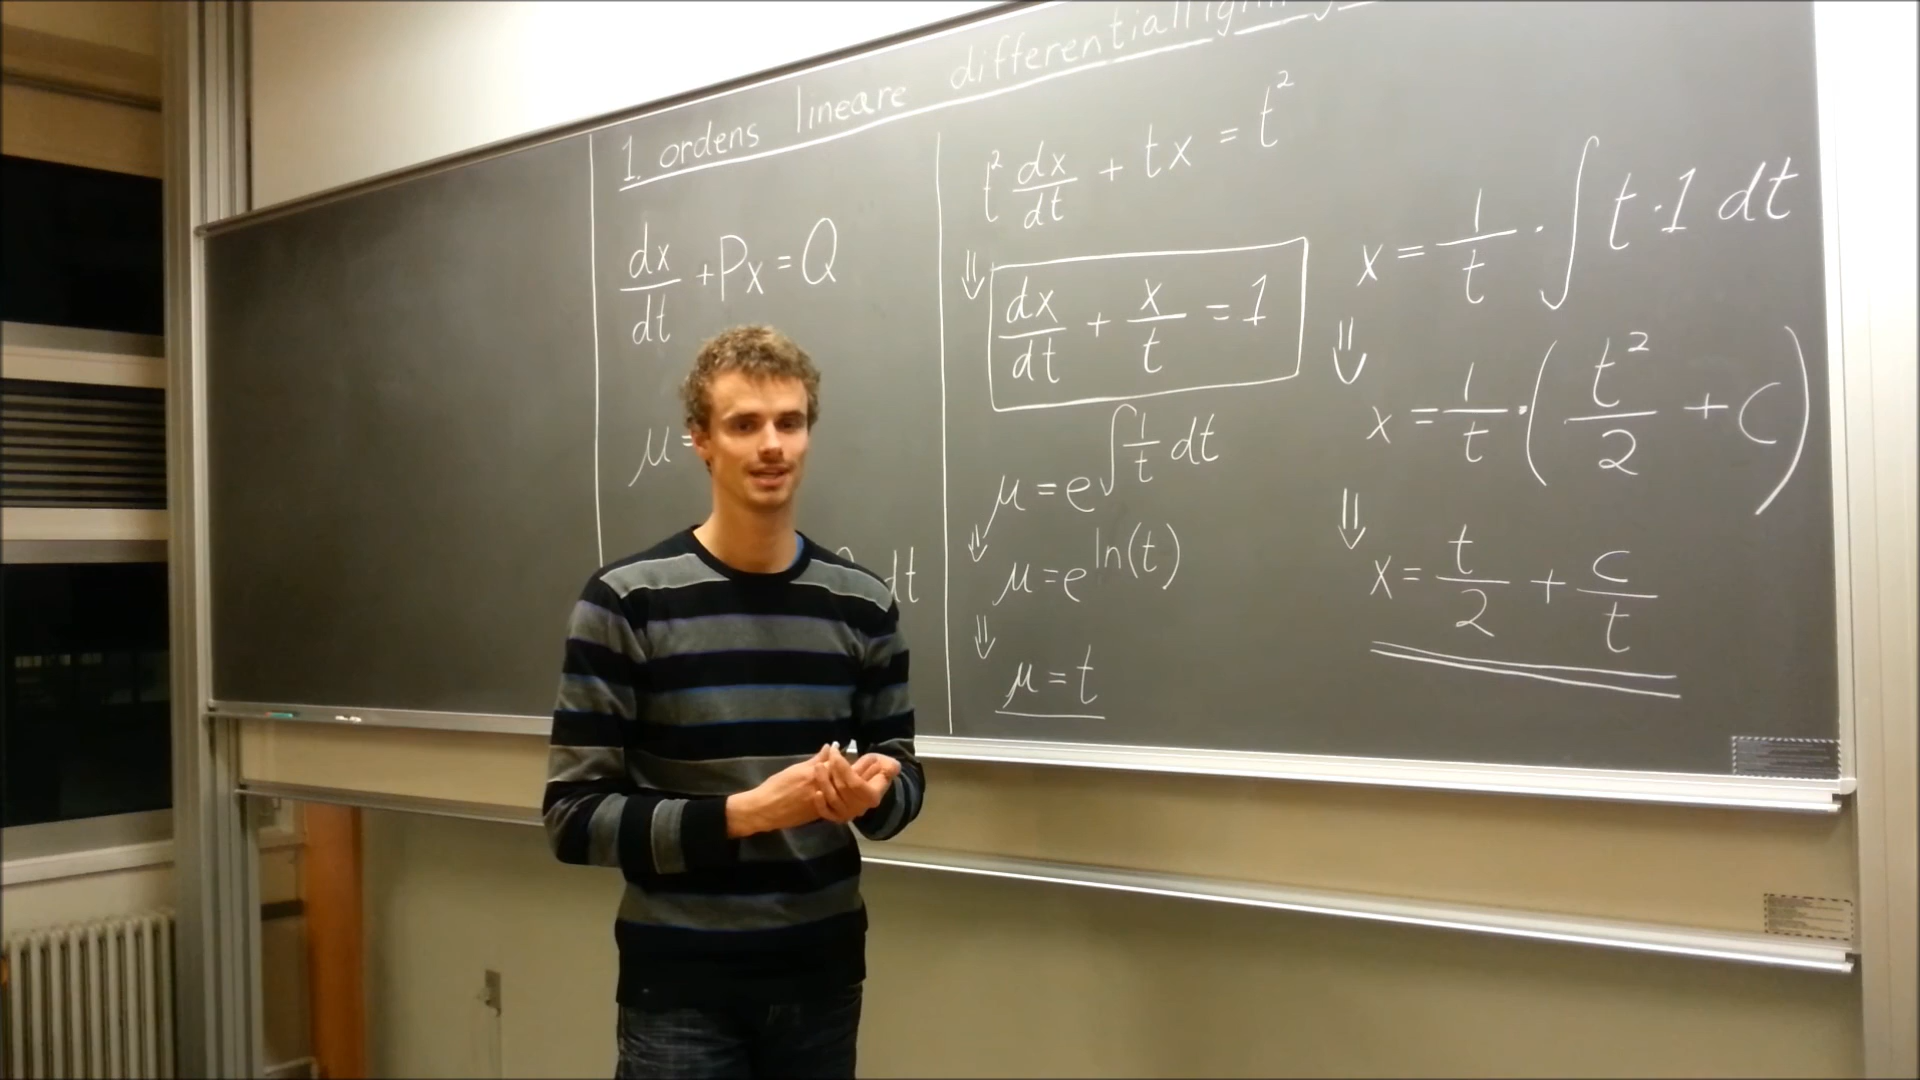 1. ordens lineare
dx/dt + Px = Q
μ=
dt
t² dx/dt + tx = t²
⇓
dx/dt + x/t = 1
μ = e^∫ 1/t dt
⇓
μ = e^ln(t)
⇓
μ = t
x = 1/t · ∫ t · 1 dt
⇓
x = 1/t · (t²/2 + c)
⇓
x = t/2 + c/t